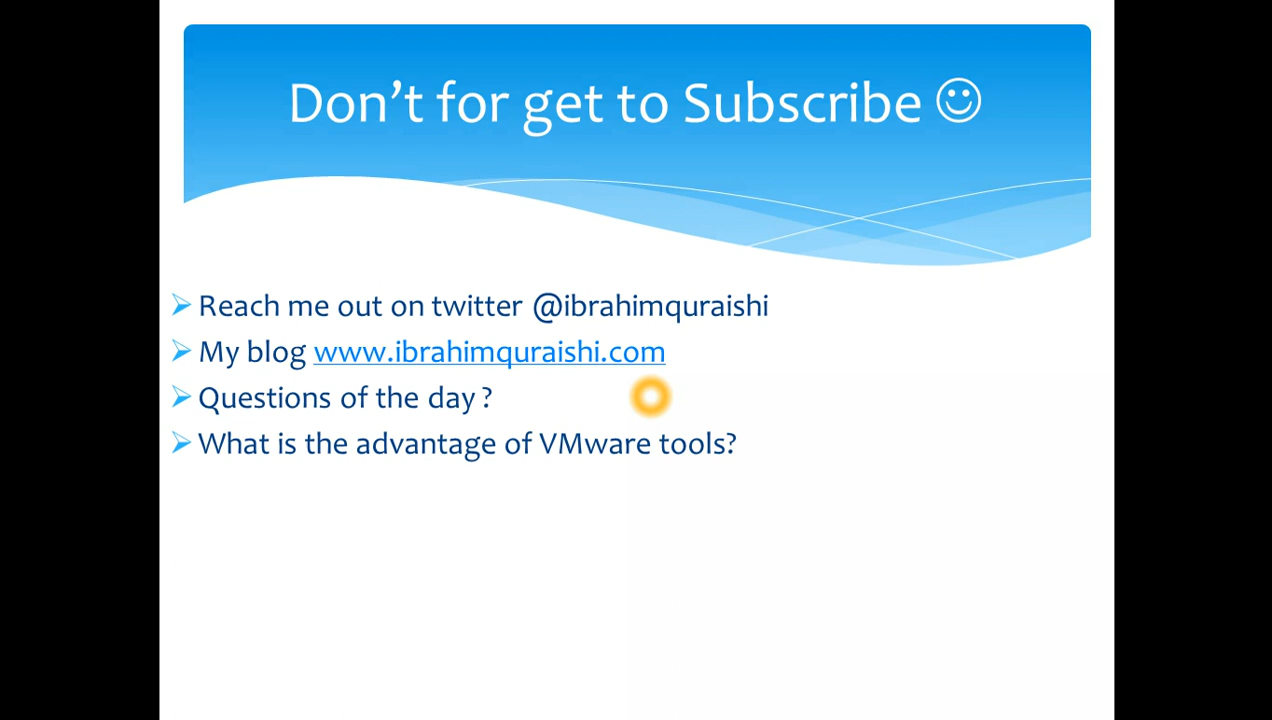 Don’t for get to Subscribe ☺
Reach me out on twitter @ibrahimquraishi
My blog www.ibrahimquraishi.com
Questions of the day ?
What is the advantage of VMware tools?